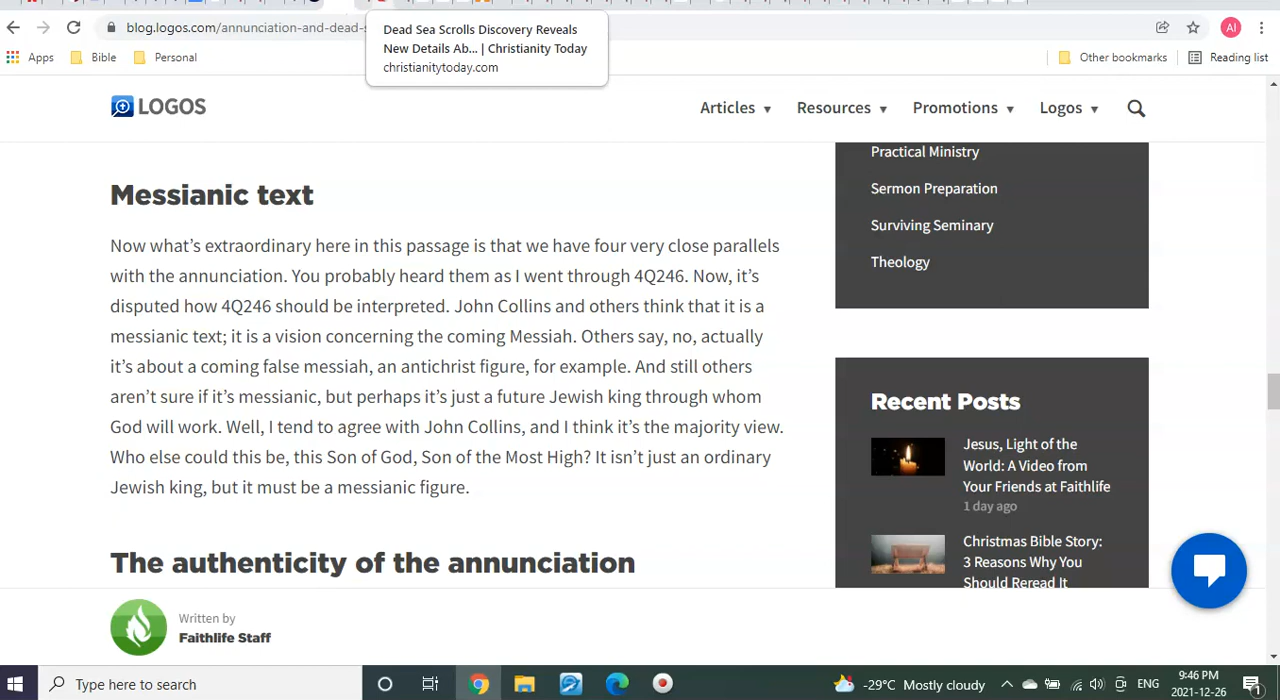 Dead Sea Scrolls Discovery Reveals
New Details Ab... | Christianity Today
christianitytoday.com
blog.logos.com/annunciation-and-dead-s
AI
Apps
Bible
Personal
Other bookmarks
Reading list
LOGOS
Articles
Resources
Promotions
Logos
Practical Ministry
Sermon Preparation
Surviving Seminary
Theology
Messianic text
Now what's extraordinary here in this passage is that we have four very close parallels
with the annunciation. You probably heard them as I went through 4Q246. Now, it's
disputed how 4Q246 should be interpreted. John Collins and others think that it is a
messianic text; it is a vision concerning the coming Messiah. Others say, no, actually
it's about a coming false messiah, an antichrist figure, for example. And still others
aren't sure if it's messianic, but perhaps it's just a future Jewish king through whom
God will work. Well, I tend to agree with John Collins, and I think it's the majority view.
Who else could this be, this Son of God, Son of the Most High? It isn't just an ordinary
Jewish king, but it must be a messianic figure.
The authenticity of the annunciation
Recent Posts
Jesus, Light of the
World: A Video from
Your Friends at Faithlife
1 day ago
Christmas Bible Story:
3 Reasons Why You
Should Reread It
Written by
Faithlife Staff
Type here to search
-29°C Mostly cloudy
ENG
9:46 PM
2021-12-26
1